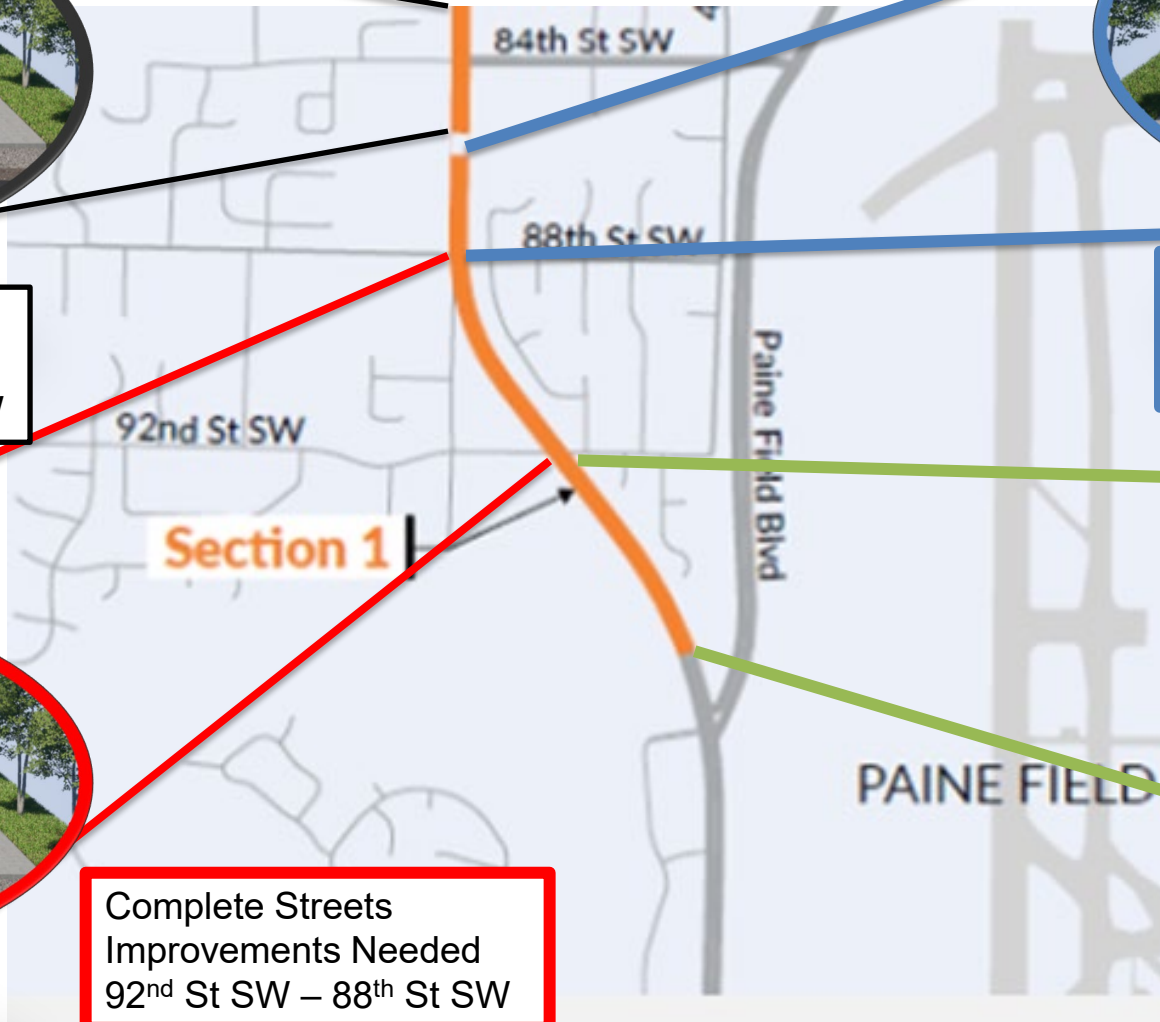 84th St SW
88th St SW
92nd St SW
Paine Field Blvd
Section 1
PAINE FIELD
Complete Streets
Improvements Needed
92nd St SW – 88th St SW